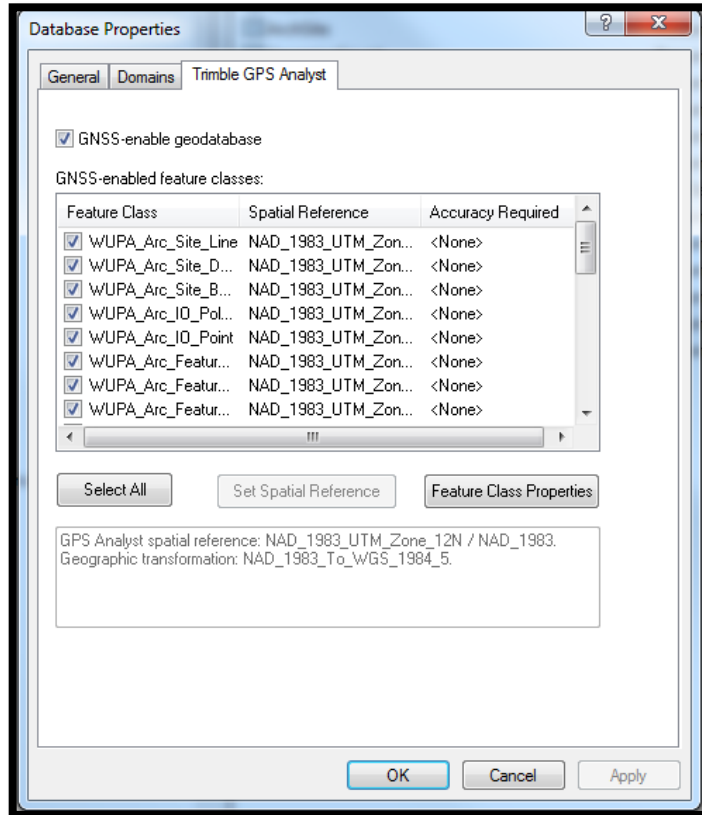 Database Properties
General Domains Trimble GPS Analyst
GNSS-enable geodatabase
GNSS-enabled feature classes:
Feature Class Spatial Reference Accuracy Required
WUPA_Arc_Site_Line NAD_1983_UTM_Zon... <None>
WUPA_Arc_Site_D... NAD_1983_UTM_Zon... <None>
WUPA_Arc_Site_B... NAD_1983_UTM_Zon... <None>
WUPA_Arc_IO_Pol... NAD_1983_UTM_Zon... <None>
WUPA_Arc_IO_Point NAD_1983_UTM_Zon... <None>
WUPA_Arc_Featur... NAD_1983_UTM_Zon... <None>
WUPA_Arc_Featur... NAD_1983_UTM_Zon... <None>
WUPA_Arc_Featur... NAD_1983_UTM_Zon... <None>
Select All Set Spatial Reference Feature Class Properties
GPS Analyst spatial reference: NAD_1983_UTM_Zone_12N / NAD_1983.
Geographic transformation: NAD_1983_To_WGS_1984_5.
OK Cancel Apply